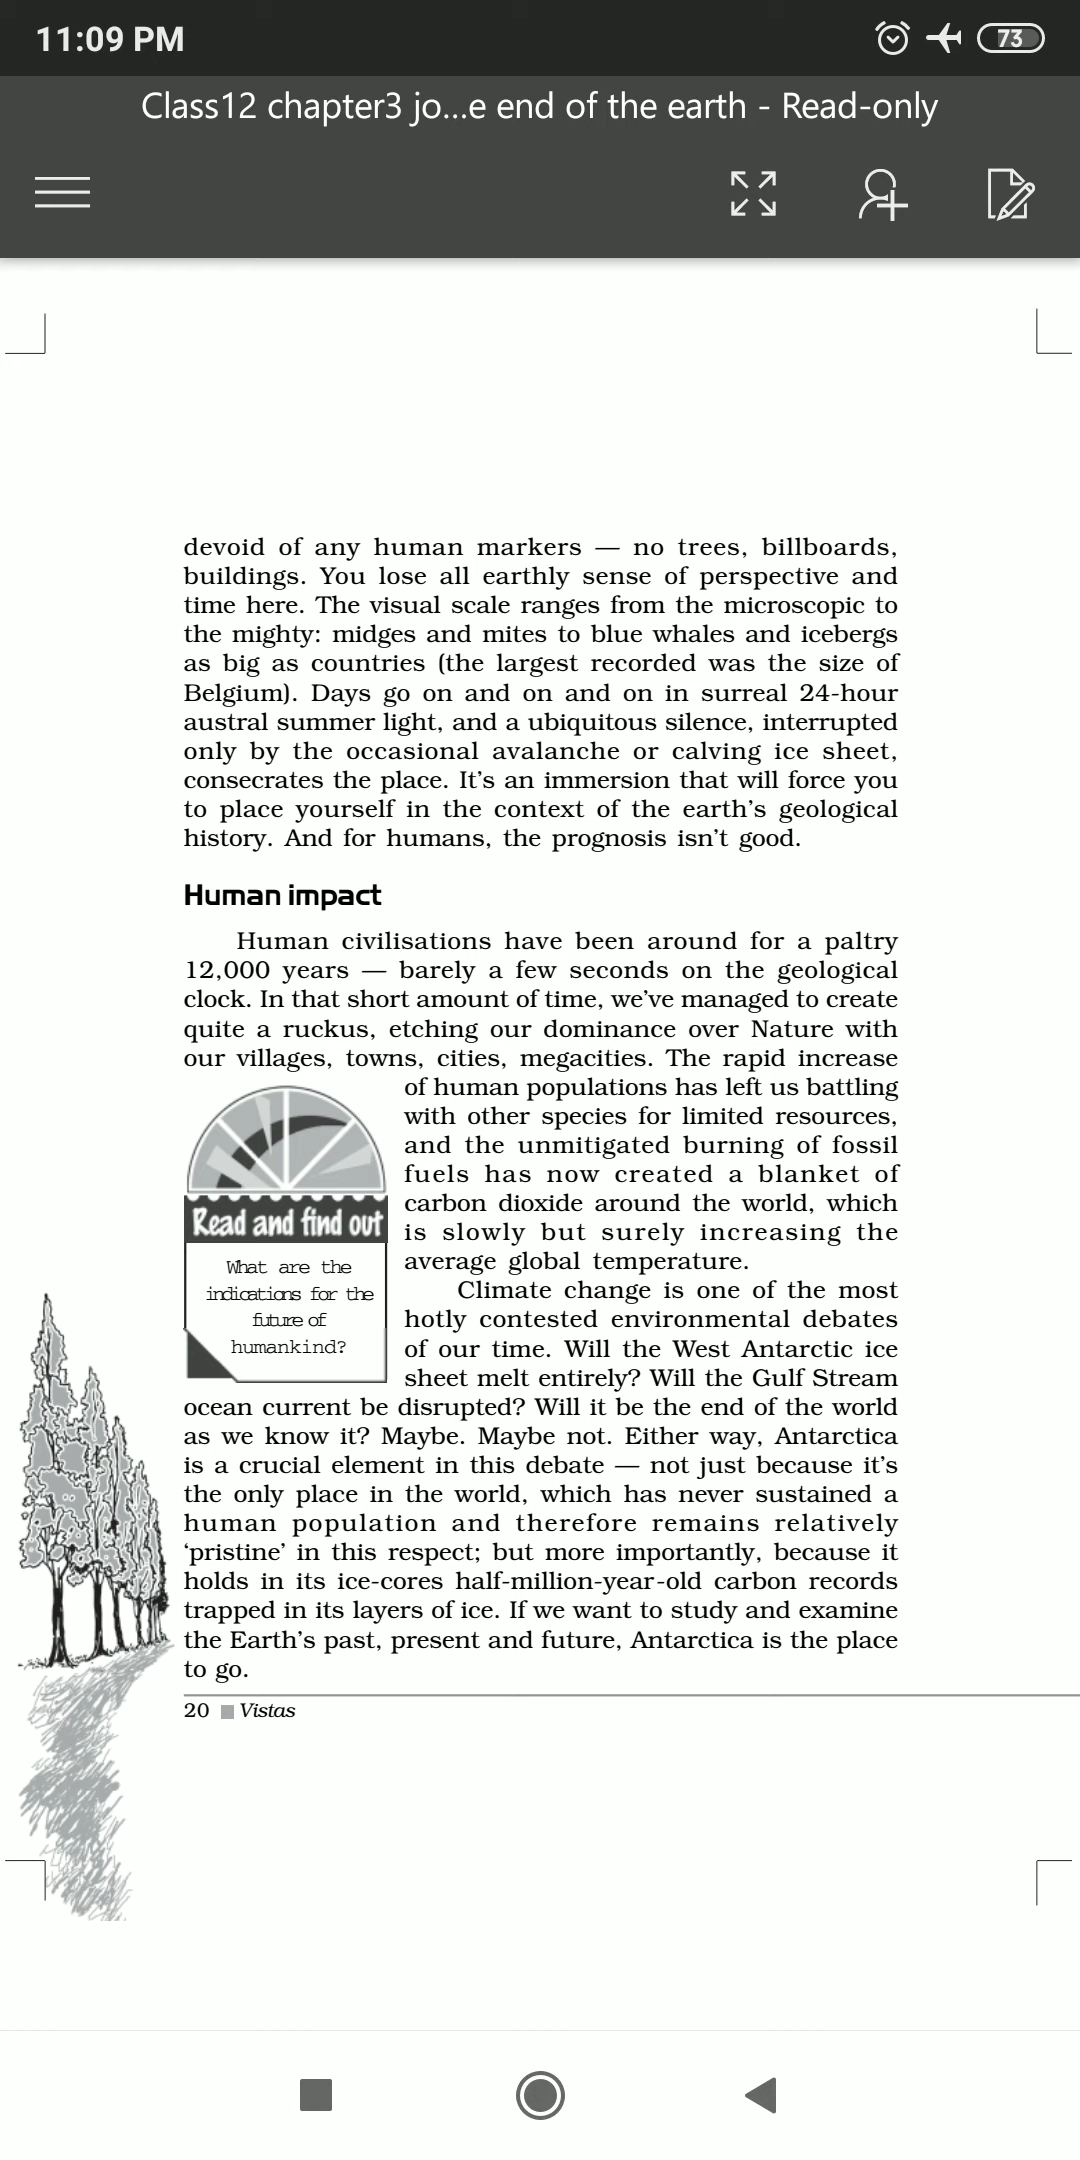 11:09 PM
73
Class12 chapter3 jo...e end of the earth - Read-only
devoid of any human markers — no trees, billboards,
buildings. You lose all earthly sense of perspective and
time here. The visual scale ranges from the microscopic to
the mighty: midges and mites to blue whales and icebergs
as big as countries (the largest recorded was the size of
Belgium). Days go on and on and on in surreal 24-hour
austral summer light, and a ubiquitous silence, interrupted
only by the occasional avalanche or calving ice sheet,
consecrates the place. It's an immersion that will force you
to place yourself in the context of the earth's geological
history. And for humans, the prognosis isn't good.
Human impact
Human civilisations have been around for a paltry
12,000 years — barely a few seconds on the geological
clock. In that short amount of time, we've managed to create
quite a ruckus, etching our dominance over Nature with
our villages, towns, cities, megacities. The rapid increase
of human populations has left us battling
with other species for limited resources,
and the unmitigated burning of fossil
fuels has now created a blanket of
carbon dioxide around the world, which
is slowly but surely increasing the
average global temperature.
Read and find out
What are the
indications for the
future of
humankind?
Climate change is one of the most
hotly contested environmental debates
of our time. Will the West Antarctic ice
sheet melt entirely? Will the Gulf Stream
ocean current be disrupted? Will it be the end of the world
as we know it? Maybe. Maybe not. Either way, Antarctica
is a crucial element in this debate — not just because it's
the only place in the world, which has never sustained a
human population and therefore remains relatively
'pristine' in this respect; but more importantly, because it
holds in its ice-cores half-million-year-old carbon records
trapped in its layers of ice. If we want to study and examine
the Earth's past, present and future, Antarctica is the place
to go.
20 Vistas